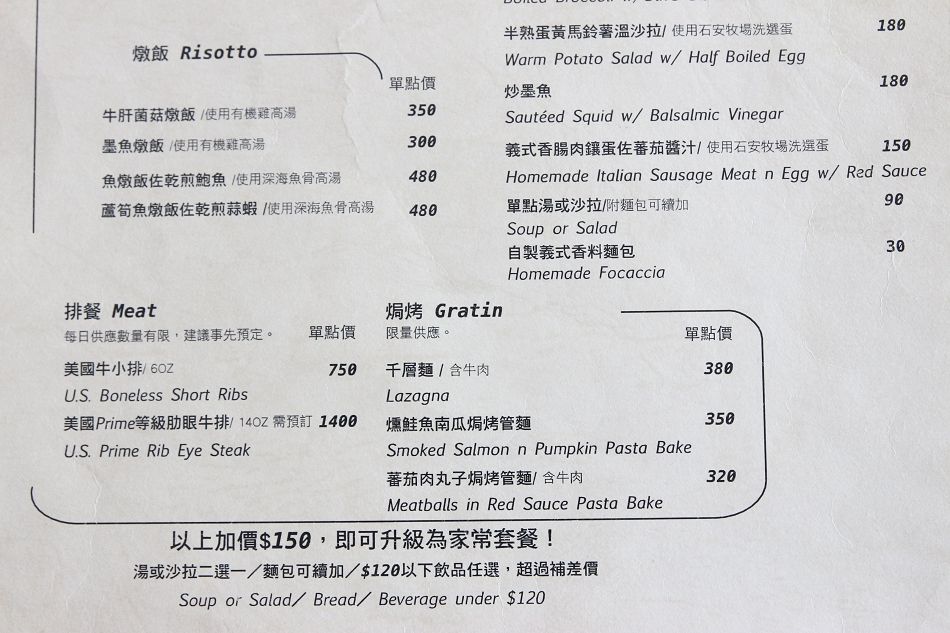 燉飯 Risotto
單點價
牛肝菌菇燉飯 /使用有機雞高湯 350
墨魚燉飯 /使用有機雞高湯 300
魚燉飯佐乾煎鮑魚 /使用深海魚骨高湯 480
蘆筍魚燉飯佐乾煎蒜蝦 /使用深海魚骨高湯 480
半熟蛋黃馬鈴薯溫沙拉/ 使用石安牧場洗選蛋 180
Warm Potato Salad w/ Half Boiled Egg
炒墨魚 180
Sautéed Squid w/ Balsalmic Vinegar
義式香腸肉鑲蛋佐蕃茄醬汁/ 使用石安牧場洗選蛋 150
Homemade Italian Sausage Meat n Egg w/ Red Sauce
單點湯或沙拉/附麵包可續加 90
Soup or Salad
自製義式香料麵包 30
Homemade Focaccia
排餐 Meat
每日供應數量有限，建議事先預定。 單點價
美國牛小排/ 6OZ 750
U.S. Boneless Short Ribs
美國Prime等級肋眼牛排/ 14OZ 需預訂 1400
U.S. Prime Rib Eye Steak
焗烤 Gratin
限量供應。 單點價
千層麵 / 含牛肉 380
Lazagna
燻鮭魚南瓜焗烤管麵 350
Smoked Salmon n Pumpkin Pasta Bake
蕃茄肉丸子焗烤管麵/ 含牛肉 320
Meatballs in Red Sauce Pasta Bake
以上加價$150，即可升級為家常套餐！
湯或沙拉二選一／麵包可續加／$120以下飲品任選，超過補差價
Soup or Salad／ Bread／ Beverage under $120